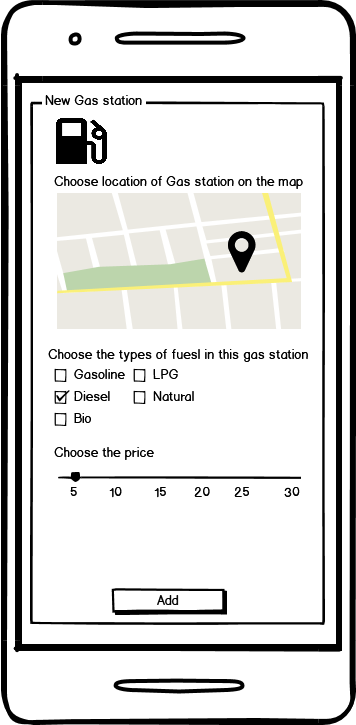 New Gas station
Choose location of Gas station on the map
Choose the types of fuesl in this gas station
Gasoline LPG
Diesel Natural
Bio
Choose the price
5 10 15 20 25 30
Add